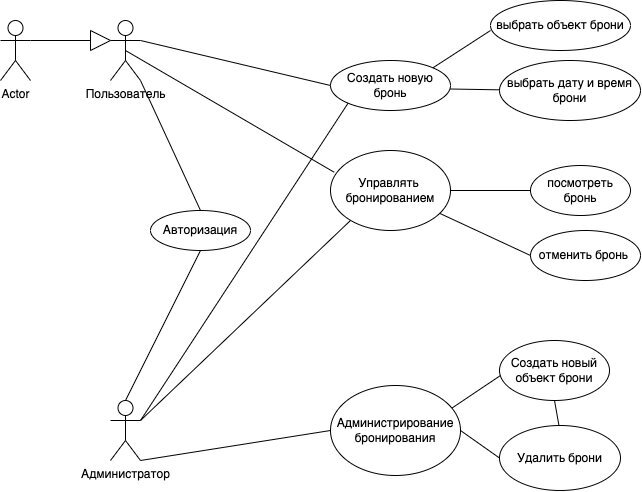 выбрать объект брони
Создать новую
бронь
выбрать дату и время
брони
Actor
Пользователь
Управлять
бронированием
посмотреть
бронь
Авторизация
отменить бронь
Создать новый
объект брони
Администрирование
бронирования
Удалить брони
Администратор